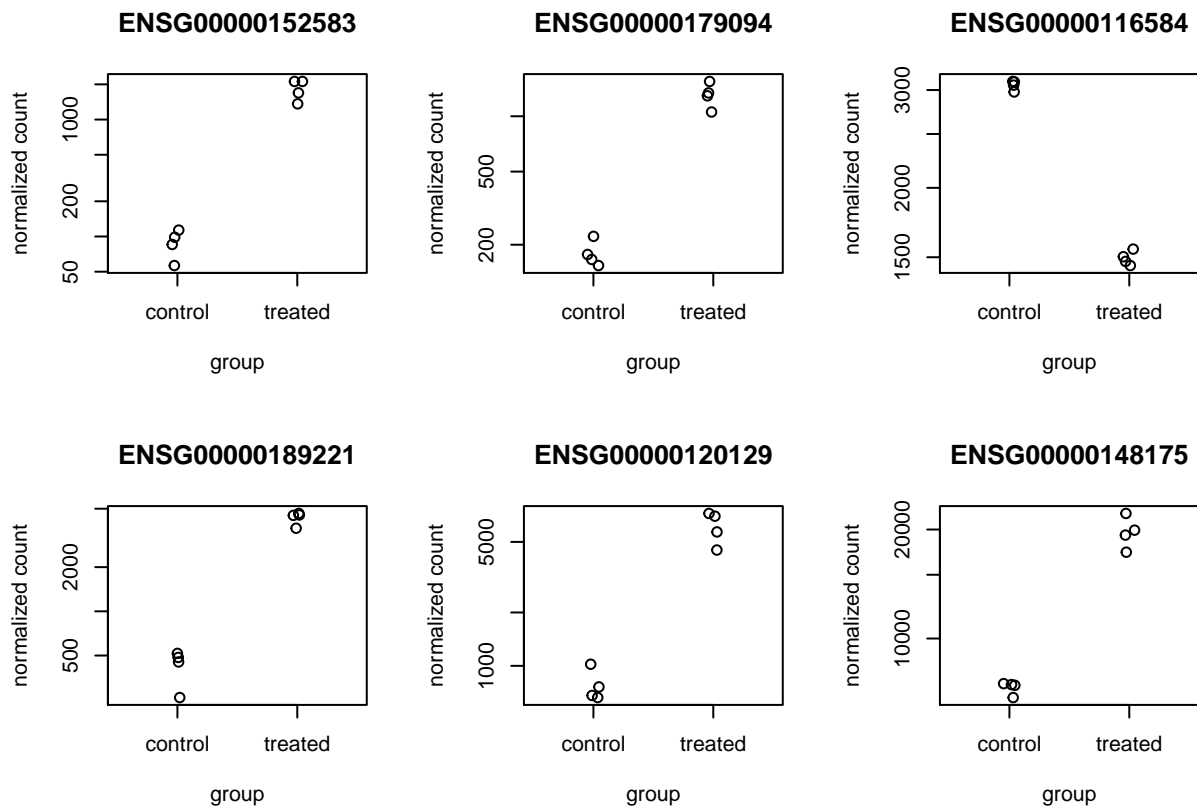 ENSG00000152583
normalized count
1000
200
50
control treated
group
ENSG00000179094
normalized count
500
200
control treated
group
ENSG00000116584
normalized count
3000
2000
1500
control treated
group
ENSG00000189221
normalized count
2000
500
control treated
group
ENSG00000120129
normalized count
5000
1000
control treated
group
ENSG00000148175
normalized count
20000
10000
control treated
group